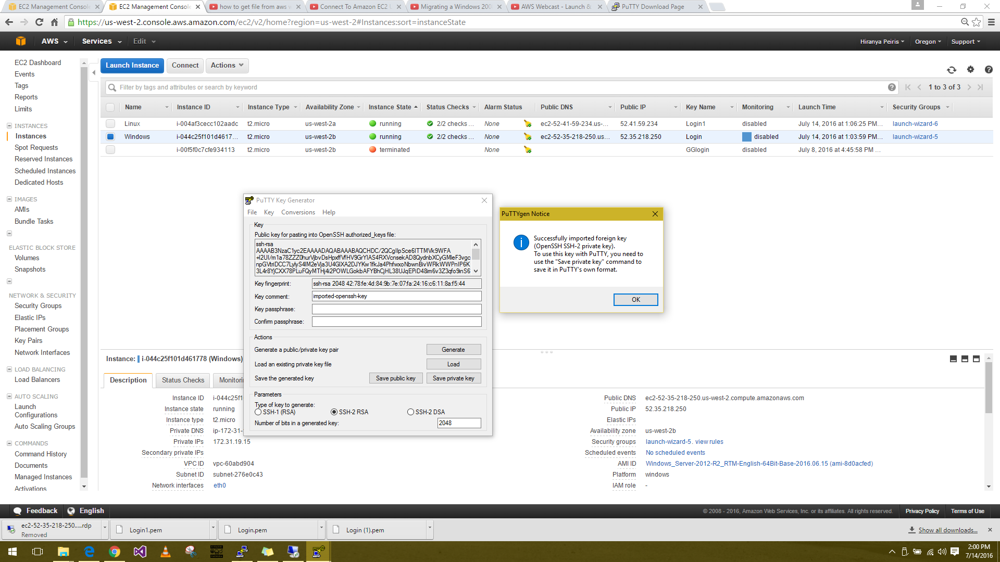 EC2 Management Console
EC2 Management Console
how to get file from aws w
Connect To Amazon EC2
Migrating a Windows 200
AWS Webcast - Launch &
PuTTY Download Page
https://us-west-2.console.aws.amazon.com/ec2/v2/home?region=us-west-2#Instances:sort=instanceState
AWS
Services
Edit
Hiranya Peiris
Oregon
Support
EC2 Dashboard
Events
Tags
Reports
Limits
INSTANCES
Instances
Spot Requests
Reserved Instances
Scheduled Instances
Dedicated Hosts
IMAGES
AMIs
Bundle Tasks
ELASTIC BLOCK STORE
Volumes
Snapshots
NETWORK & SECURITY
Security Groups
Elastic IPs
Placement Groups
Key Pairs
Network Interfaces
LOAD BALANCING
Load Balancers
AUTO SCALING
Launch
Configurations
Auto Scaling Groups
COMMANDS
Command History
Documents
Managed Instances
Activations
Launch Instance
Connect
Actions
Filter by tags and attributes or search by keyword
1 to 3 of 3
Name Instance ID Instance Type Availability Zone Instance State Status Checks Alarm Status Public DNS Public IP Key Name Monitoring Launch Time Security Groups
Linux i-004af3cecc102aadc t2.micro us-west-2a running 2/2 checks ... None ec2-52-41-59-234.us-... 52.41.59.234 Login1 disabled July 14, 2016 at 1:06:25 PM... launch-wizard-6
Windows i-044c25f101d4617... t2.micro us-west-2b running 2/2 checks ... None ec2-52-35-218-250.us... 52.35.218.250 Login disabled July 14, 2016 at 1:03:59 PM... launch-wizard-5
i-00f5f0c7cfe934113 t2.micro us-west-2b terminated None GGlogin disabled July 8, 2016 at 4:45:58 PM ...
PuTTY Key Generator
File Key Conversions Help
Key
Public key for pasting into OpenSSH authorized_keys file:
ssh-rsa
Key fingerprint: ssh-rsa 2048 42:78:fe:4d:84:9b:7e:07:fa:24:16:c6:11:8a:f5:44
Key comment: imported-openssh-key
Key passphrase:
Confirm passphrase:
Actions
Generate a public/private key pair Generate
Load an existing private key file Load
Save the generated key Save public key Save private key
Parameters
Type of key to generate:
SSH-1 (RSA) SSH-2 RSA SSH-2 DSA
Number of bits in a generated key: 2048
PuTTYgen Notice
Successfully imported foreign key
(OpenSSH SSH-2 private key).
To use this key with PuTTY, you need to
use the "Save private key" command to
save it in PuTTY's own format.
OK
Instance: i-044c25f101d461778 (Windows)
Description
Status Checks
Monitori
Instance ID i-044c25f1
Instance state running
Instance type t2.micro
Private DNS ip-172-31-
Private IPs 172.31.19.15
Secondary private IPs
VPC ID vpc-60abd904
Subnet ID subnet-276e0c43
Network interfaces eth0
Public DNS ec2-52-35-218-250.us-west-2.compute.amazonaws.com
Public IP 52.35.218.250
Elastic IPs
Availability zone us-west-2b
Security groups launch-wizard-5. view rules
Scheduled events No scheduled events
AMI ID Windows_Server-2012-R2_RTM-English-64Bit-Base-2016.06.15 (ami-8d0acfed)
Platform windows
IAM role -
Feedback
English
© 2008 - 2016, Amazon Web Services, Inc. or its affiliates. All rights reserved.
Privacy Policy
Terms of Use
ec2-52-35-218-250.....rdp
Removed
Login1.pem
Login.pem
Login (1).pem
Show all downloads...
2:00 PM
7/14/2016